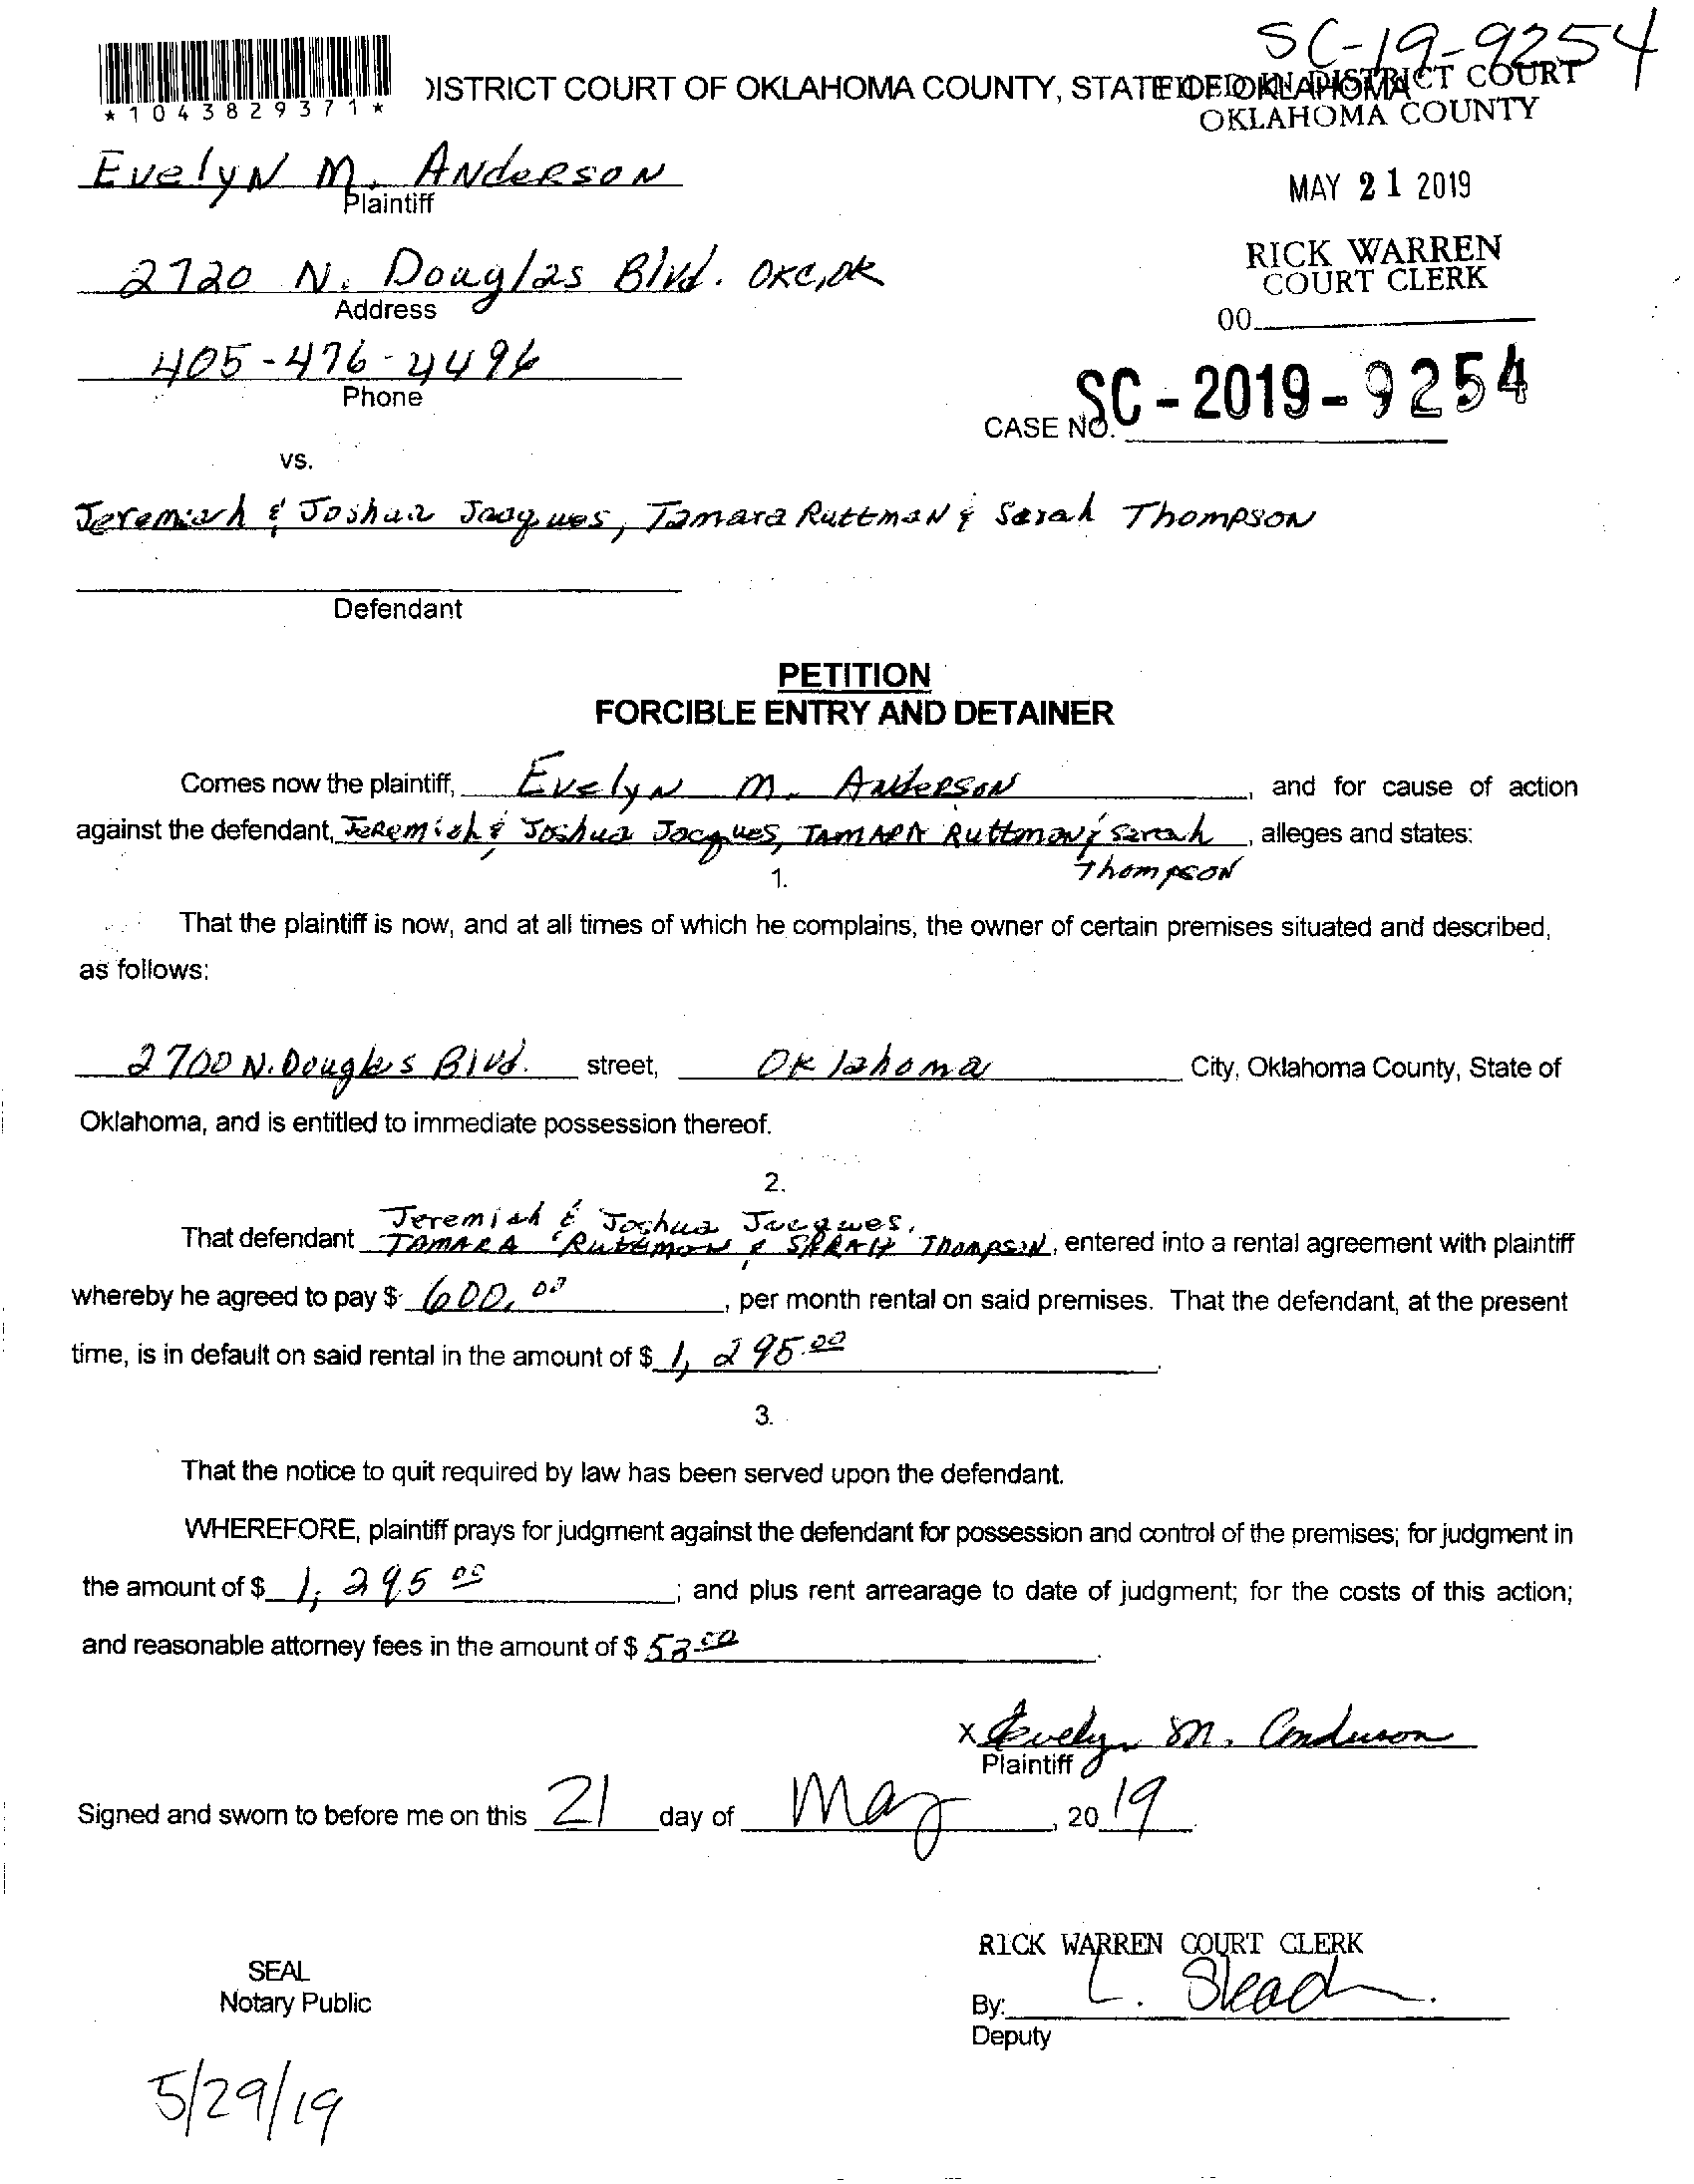 SC-19-9254
*1043829371*
DISTRICT COURT OF OKLAHOMA COUNTY, STATE OF OKLAHOMA
FILED IN DISTRICT COURT
OKLAHOMA COUNTY
Evelyn M. Anderson
Plaintiff
MAY 21 2019
2720 N. Douglas Blvd. OKC, OK
Address
RICK WARREN
COURT CLERK
00
405-476-4496
Phone
CASE NO. SC-2019-9254
vs.
Jeremiah & Joshua Jacques, Tamara Ruttman & Sarah Thompson
Defendant
PETITION
FORCIBLE ENTRY AND DETAINER
Comes now the plaintiff, Evelyn M. Anderson, and for cause of action
against the defendant, Jeremiah & Joshua Jacques, Tamara Ruttman & Sarah Thompson, alleges and states:
1.
That the plaintiff is now, and at all times of which he complains, the owner of certain premises situated and described,
as follows:
2700 N. Douglas Blvd. street, Oklahoma City, Oklahoma County, State of
Oklahoma, and is entitled to immediate possession thereof.
2.
Jeremiah & Joshua Jacques,
That defendant Tamara Ruttman & Sarah Thompson, entered into a rental agreement with plaintiff
whereby he agreed to pay $ 600.00, per month rental on said premises. That the defendant, at the present
time, is in default on said rental in the amount of $ 1,295.00.
3.
That the notice to quit required by law has been served upon the defendant.
WHEREFORE, plaintiff prays for judgment against the defendant for possession and control of the premises; for judgment in
the amount of $ 1,295 00; and plus rent arrearage to date of judgment; for the costs of this action;
and reasonable attorney fees in the amount of $ 58.00.
x Evelyn M. Anderson
Plaintiff
Signed and sworn to before me on this 21 day of May, 2019.
RICK WARREN COURT CLERK
SEAL
Notary Public
By: L.
Deputy
5/29/19